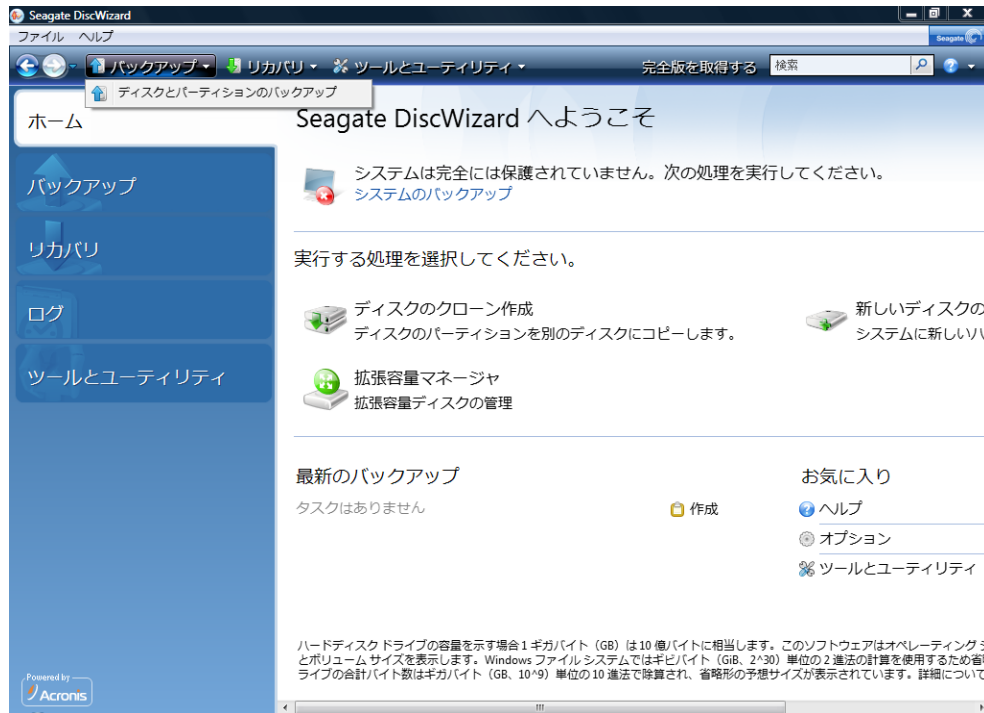 Seagate DiscWizard
ファイル ヘルプ
Seagate
バックアップ リカバリ ツールとユーティリティ 完全版を取得する 検索
ディスクとパーティションのバックアップ
ホーム
バックアップ
リカバリ
ログ
ツールとユーティリティ
Powered by
Acronis
Seagate DiscWizard へようこそ
システムは完全には保護されていません。次の処理を実行してください。
システムのバックアップ
実行する処理を選択してください。
ディスクのクローン作成
ディスクのパーティションを別のディスクにコピーします。
新しいディスクの
システムに新しいハ
拡張容量マネージャ
拡張容量ディスクの管理
最新のバックアップ
タスクはありません 作成
お気に入り
ヘルプ
オプション
ツールとユーティリティ
ハードディスク ドライブの容量を示す場合 1 ギガバイト（GB）は 10 億バイトに相当します。このソフトウェアはオペレーティング シ
とボリューム サイズを表示します。Windows ファイル システムではギビバイト（GiB、2^30）単位の 2 進法の計算を使用するため省
ライブの合計バイト数はギガバイト（GB、10^9）単位の 10 進法で除算され、省略形の予想サイズが表示されています。詳細について